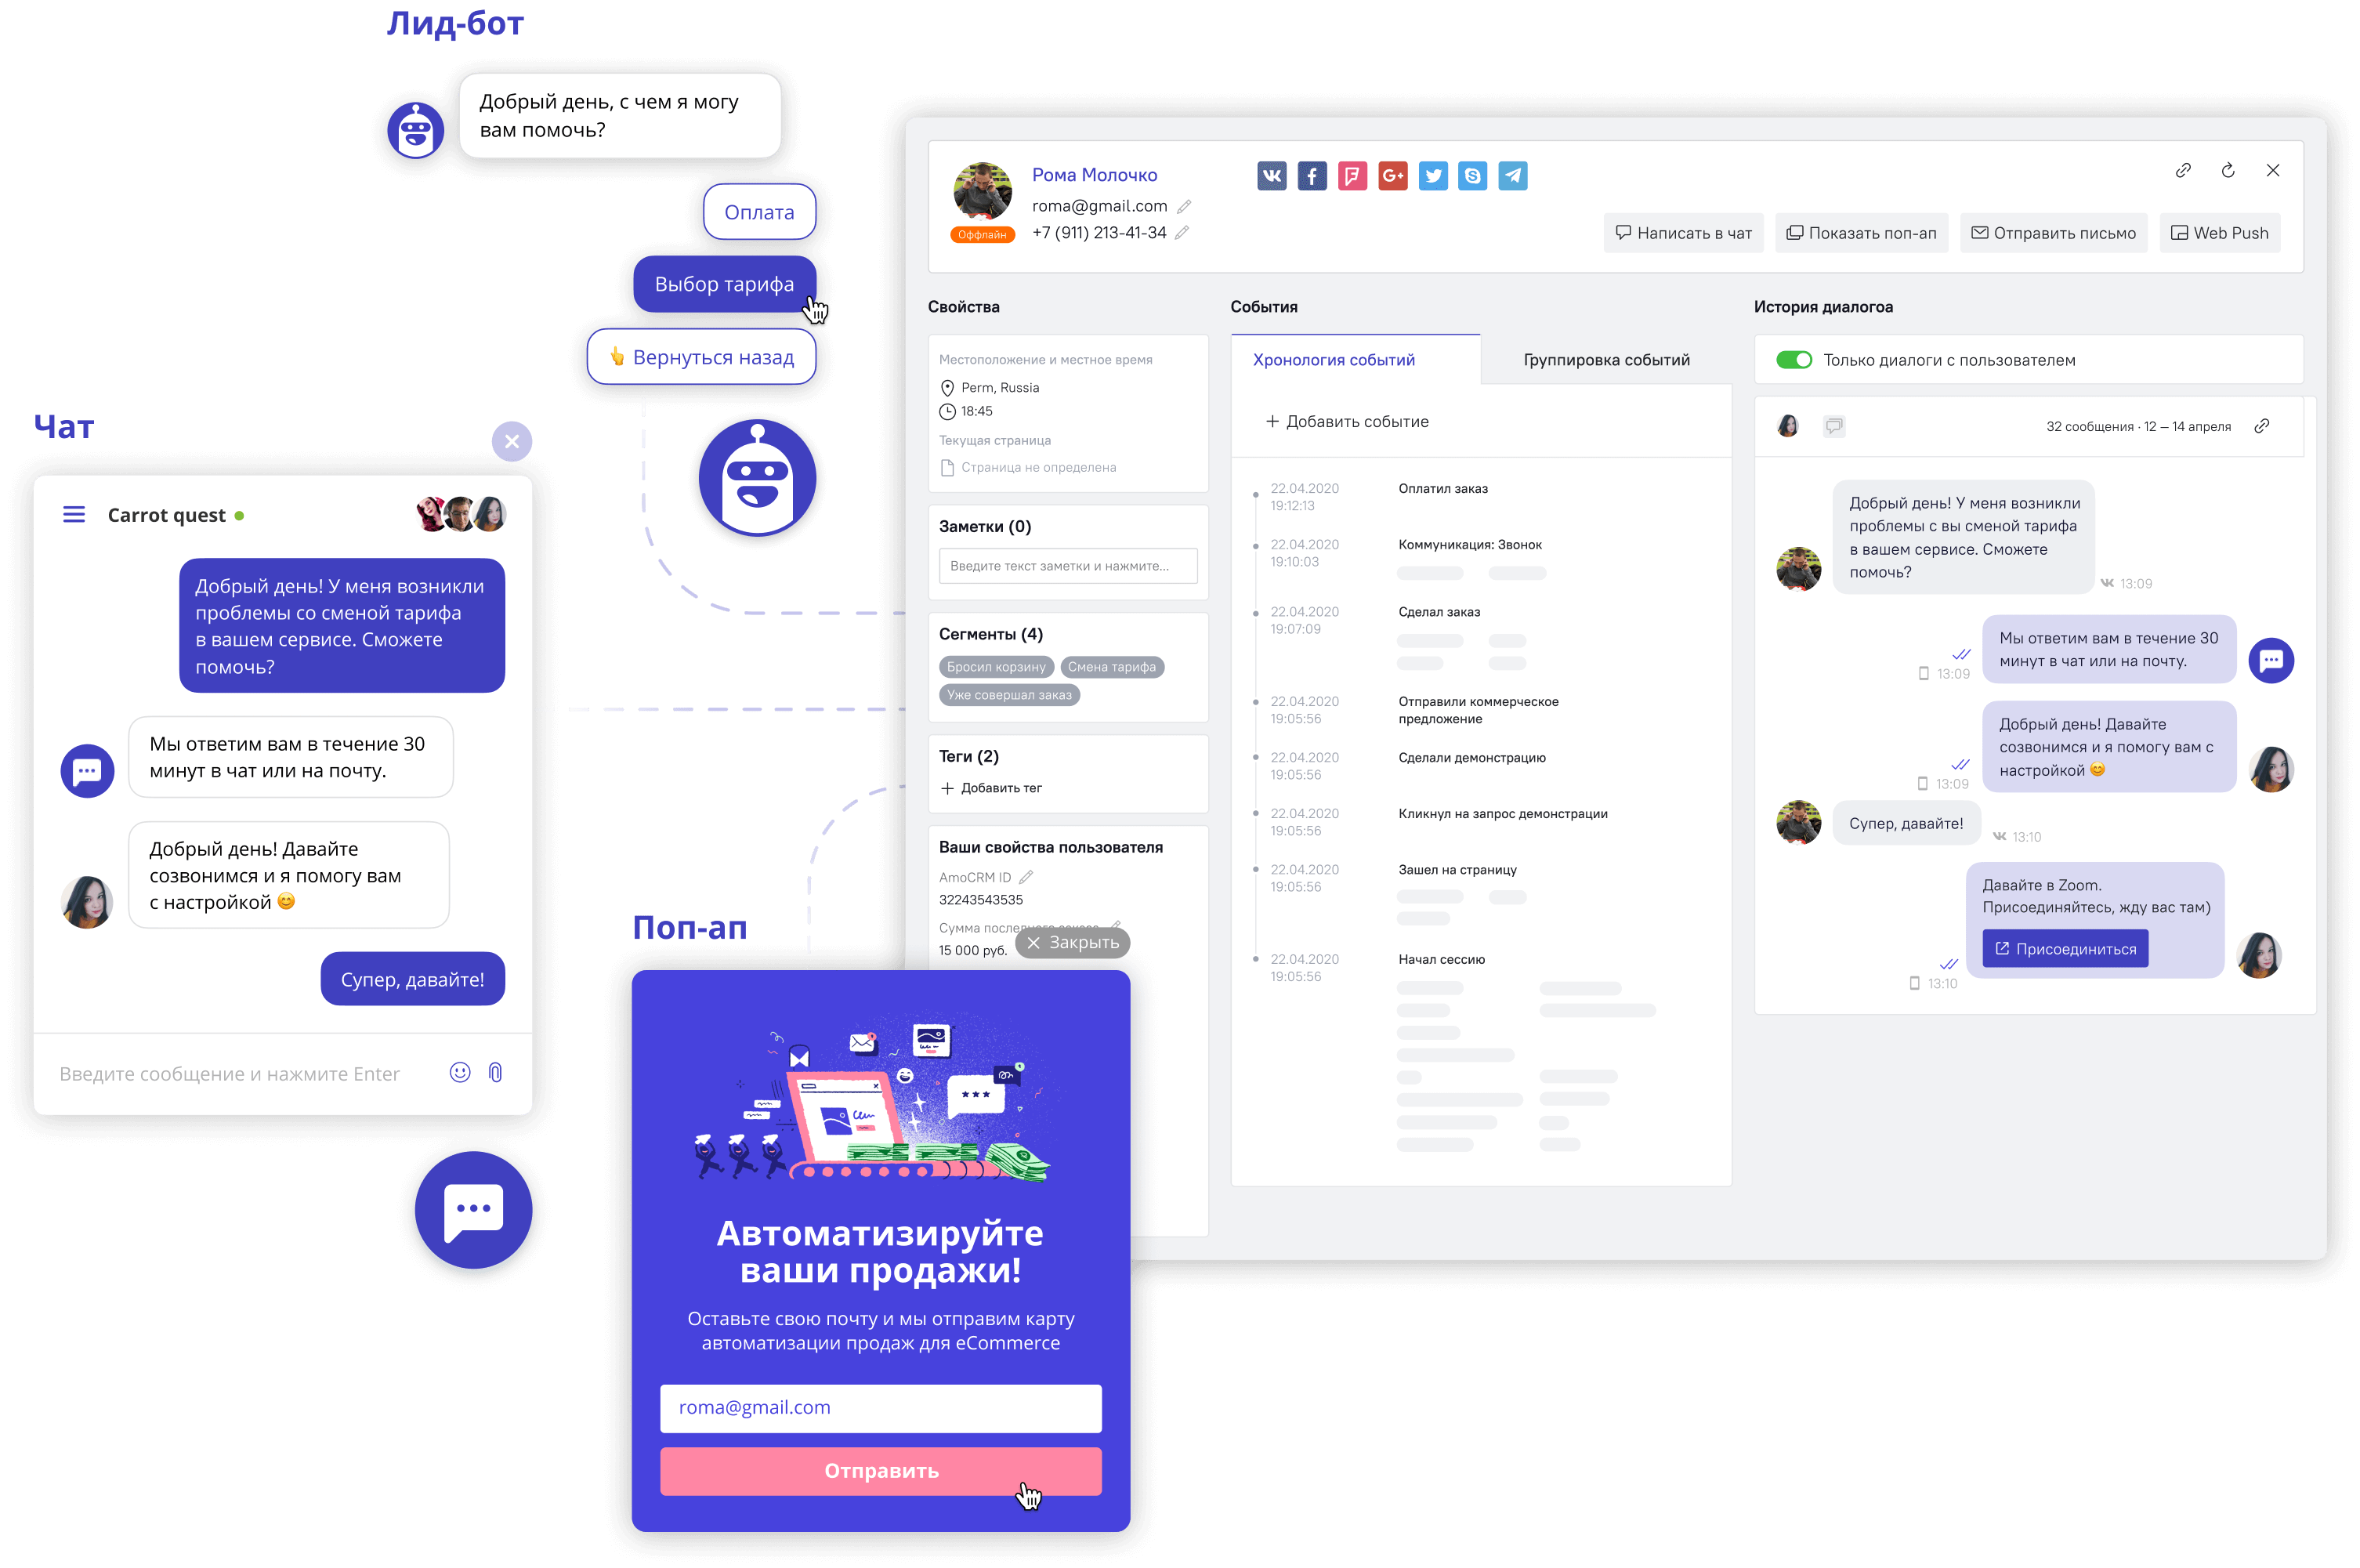 Лид-бот
Добрый день, с чем я могу
вам помочь?
Оплата
Выбор тарифа
Вернуться назад
Чат
Carrot quest
Добрый день! У меня возникли
проблемы со сменой тарифа
в вашем сервисе. Сможете
помочь?
Мы ответим вам в течение 30
минут в чат или на почту.
Добрый день! Давайте
созвонимся и я помогу вам
с настройкой 😊
Супер, давайте!
Введите сообщение и нажмите Enter
Поп-ап
Закрыть
Автоматизируйте
ваши продажи!
Оставьте свою почту и мы отправим карту
автоматизации продаж для eCommerce
roma@gmail.com
Отправить
Рома Молочко
roma@gmail.com
Оффлайн
+7 (911) 213-41-34
Написать в чат
Показать поп-ап
Отправить письмо
Web Push
Свойства
Местоположение и местное время
Perm, Russia
18:45
Текущая страница
Страница не определена
Заметки (0)
Введите текст заметки и нажмите...
Сегменты (4)
Бросил корзину
Смена тарифа
Уже совершал заказ
Теги (2)
Добавить тег
Ваши свойства пользователя
AmoCRM ID
32243543535
Сумма
15 000 руб.
События
Хронология событий
Группировка событий
Добавить событие
22.04.2020
19:12:13
Оплатил заказ
22.04.2020
19:10:03
Коммуникация: Звонок
22.04.2020
19:07:09
Сделал заказ
22.04.2020
19:05:56
Отправили коммерческое
предложение
22.04.2020
19:05:56
Сделали демонстрацию
22.04.2020
19:05:56
Кликнул на запрос демонстрации
22.04.2020
19:05:56
Зашел на страницу
22.04.2020
19:05:56
Начал сессию
История диалогоа
Только диалоги с пользователем
32 сообщения · 12 — 14 апреля
Добрый день! У меня возникли
проблемы с вы сменой тарифа
в вашем сервисе. Сможете
помочь?
13:09
Мы ответим вам в течение 30
минут в чат или на почту.
13:09
Добрый день! Давайте
созвонимся и я помогу вам с
настройкой 😊
13:09
Супер, давайте!
13:10
Давайте в Zoom.
Присоединяйтесь, жду вас там)
Присоединиться
13:10